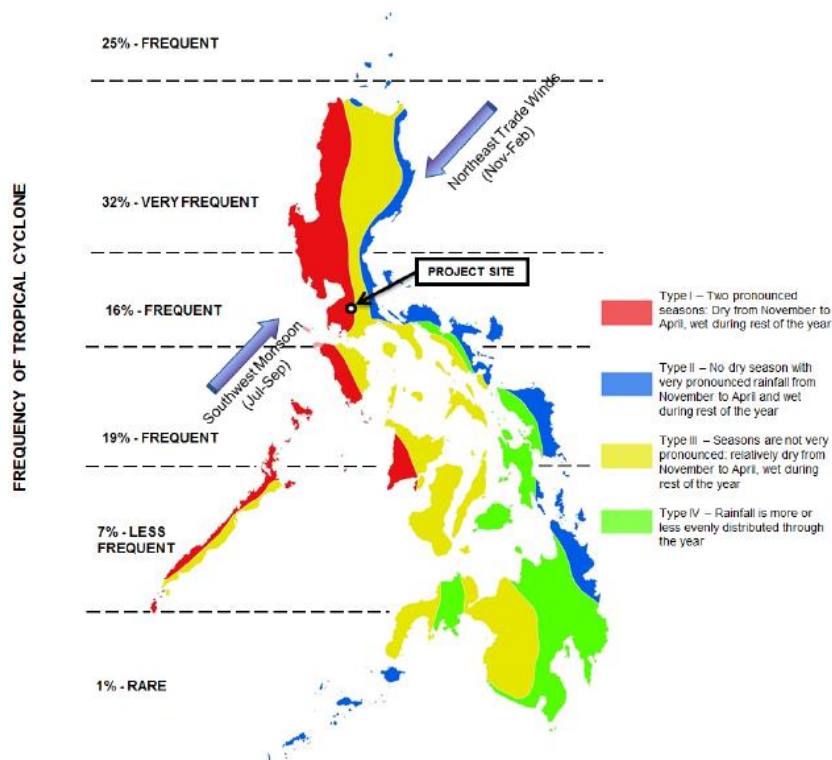 FREQUENCY OF TROPICAL CYCLONE
25% - FREQUENT
32% - VERY FREQUENT
16% - FREQUENT
19% - FREQUENT
7% - LESS
FREQUENT
1% - RARE
Northeast Trade Winds
(Nov-Feb)
PROJECT SITE
Southwest Monsoon
(Jul-Sep)
Type I – Two pronounced
seasons: Dry from November to
April, wet during rest of the year
Type II – No dry season with
very pronounced rainfall from
November to April and wet
during rest of the year
Type III – Seasons are not very
pronounced: relatively dry from
November to April, wet during
rest of the year
Type IV – Rainfall is more or
less evenly distributed through
the year